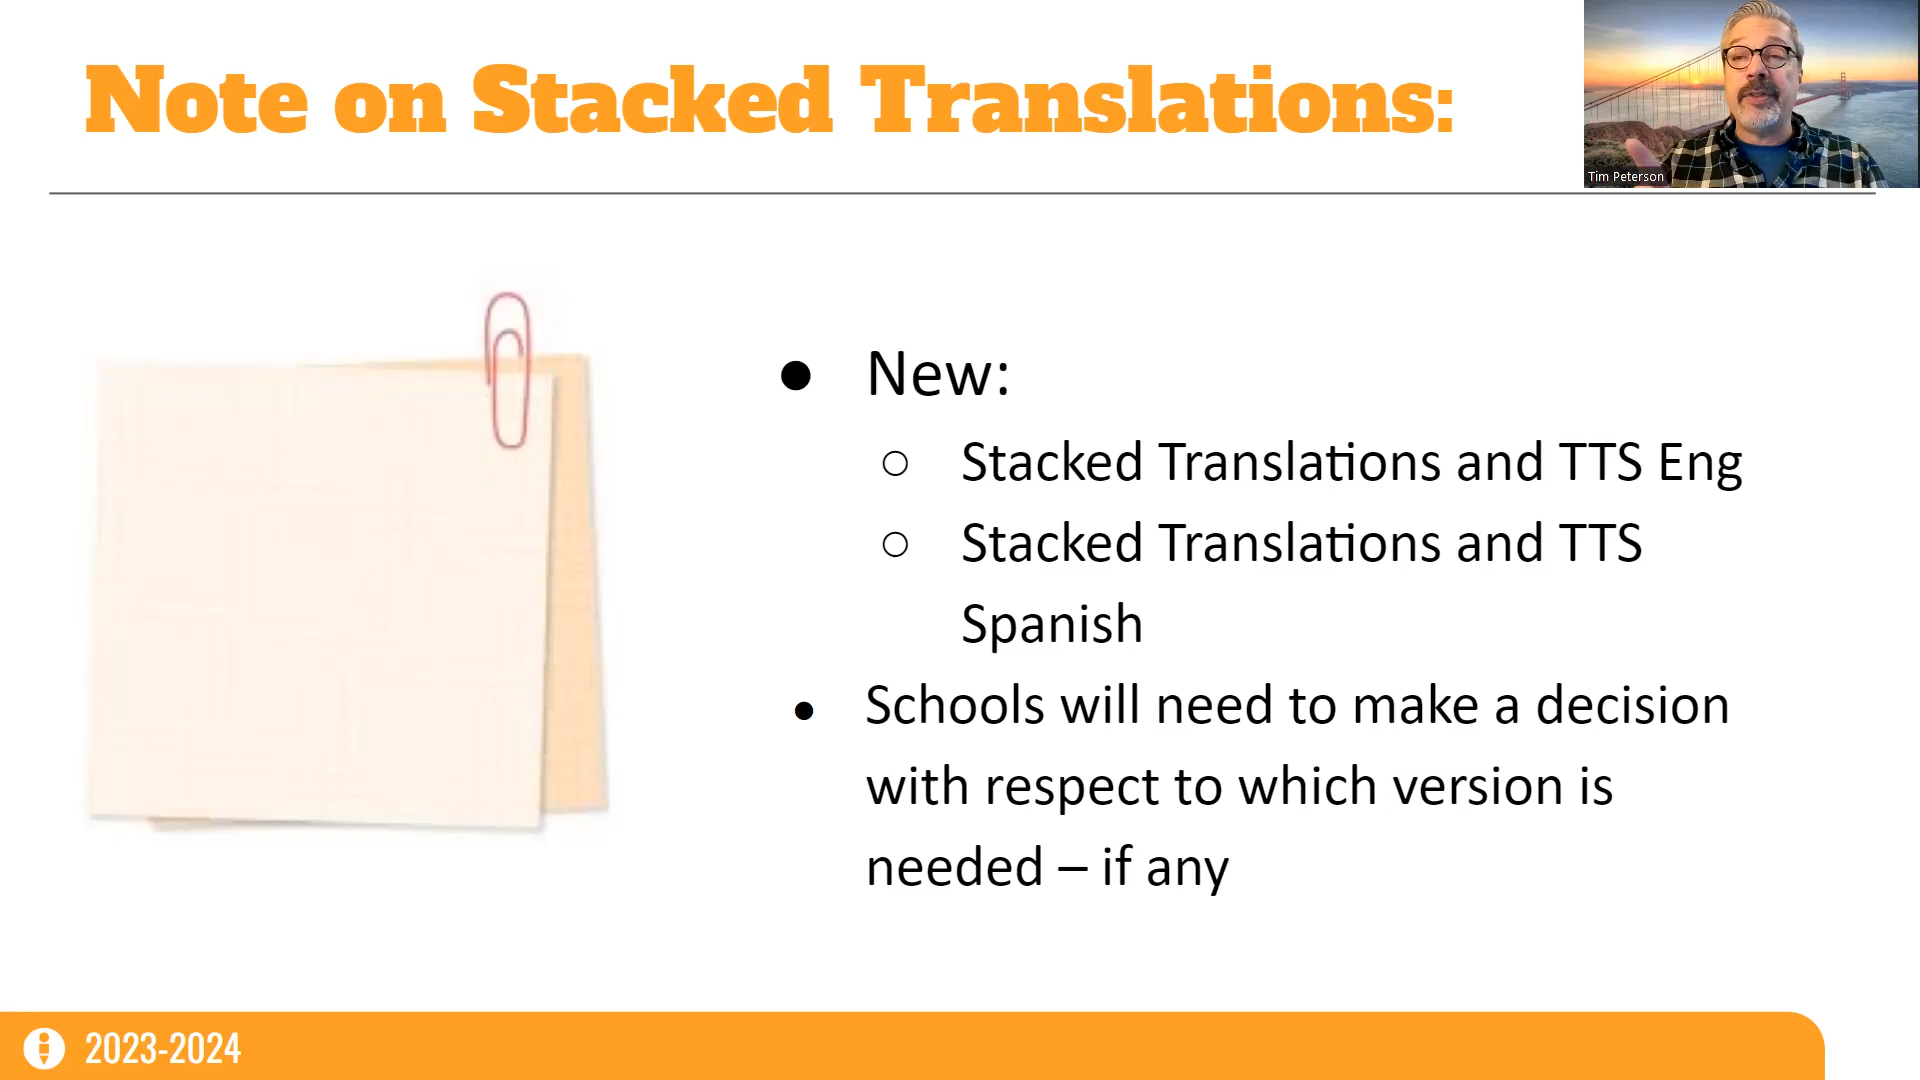 Note on Stacked Translations:
Tim Peterson
● New:
○ Stacked Translations and TTS Eng
○ Stacked Translations and TTS
Spanish
● Schools will need to make a decision
with respect to which version is
needed – if any
2023-2024